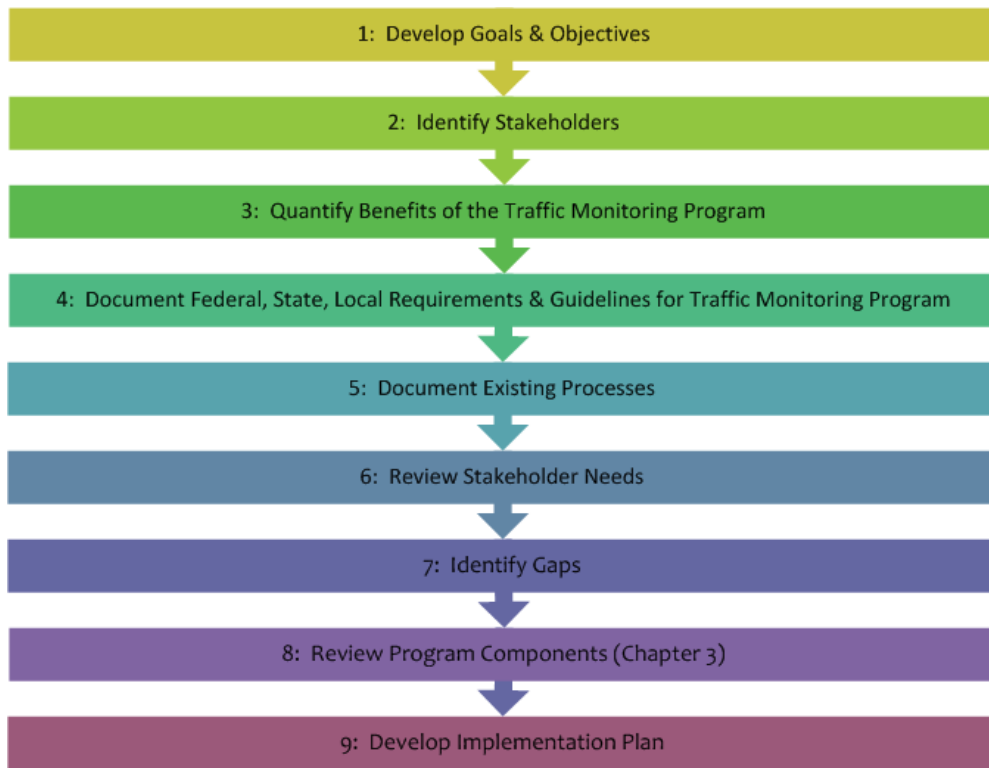 1: Develop Goals & Objectives
2: Identify Stakeholders
3: Quantify Benefits of the Traffic Monitoring Program
4: Document Federal, State, Local Requirements & Guidelines for Traffic Monitoring Program
5: Document Existing Processes
6: Review Stakeholder Needs
7: Identify Gaps
8: Review Program Components (Chapter 3)
9: Develop Implementation Plan